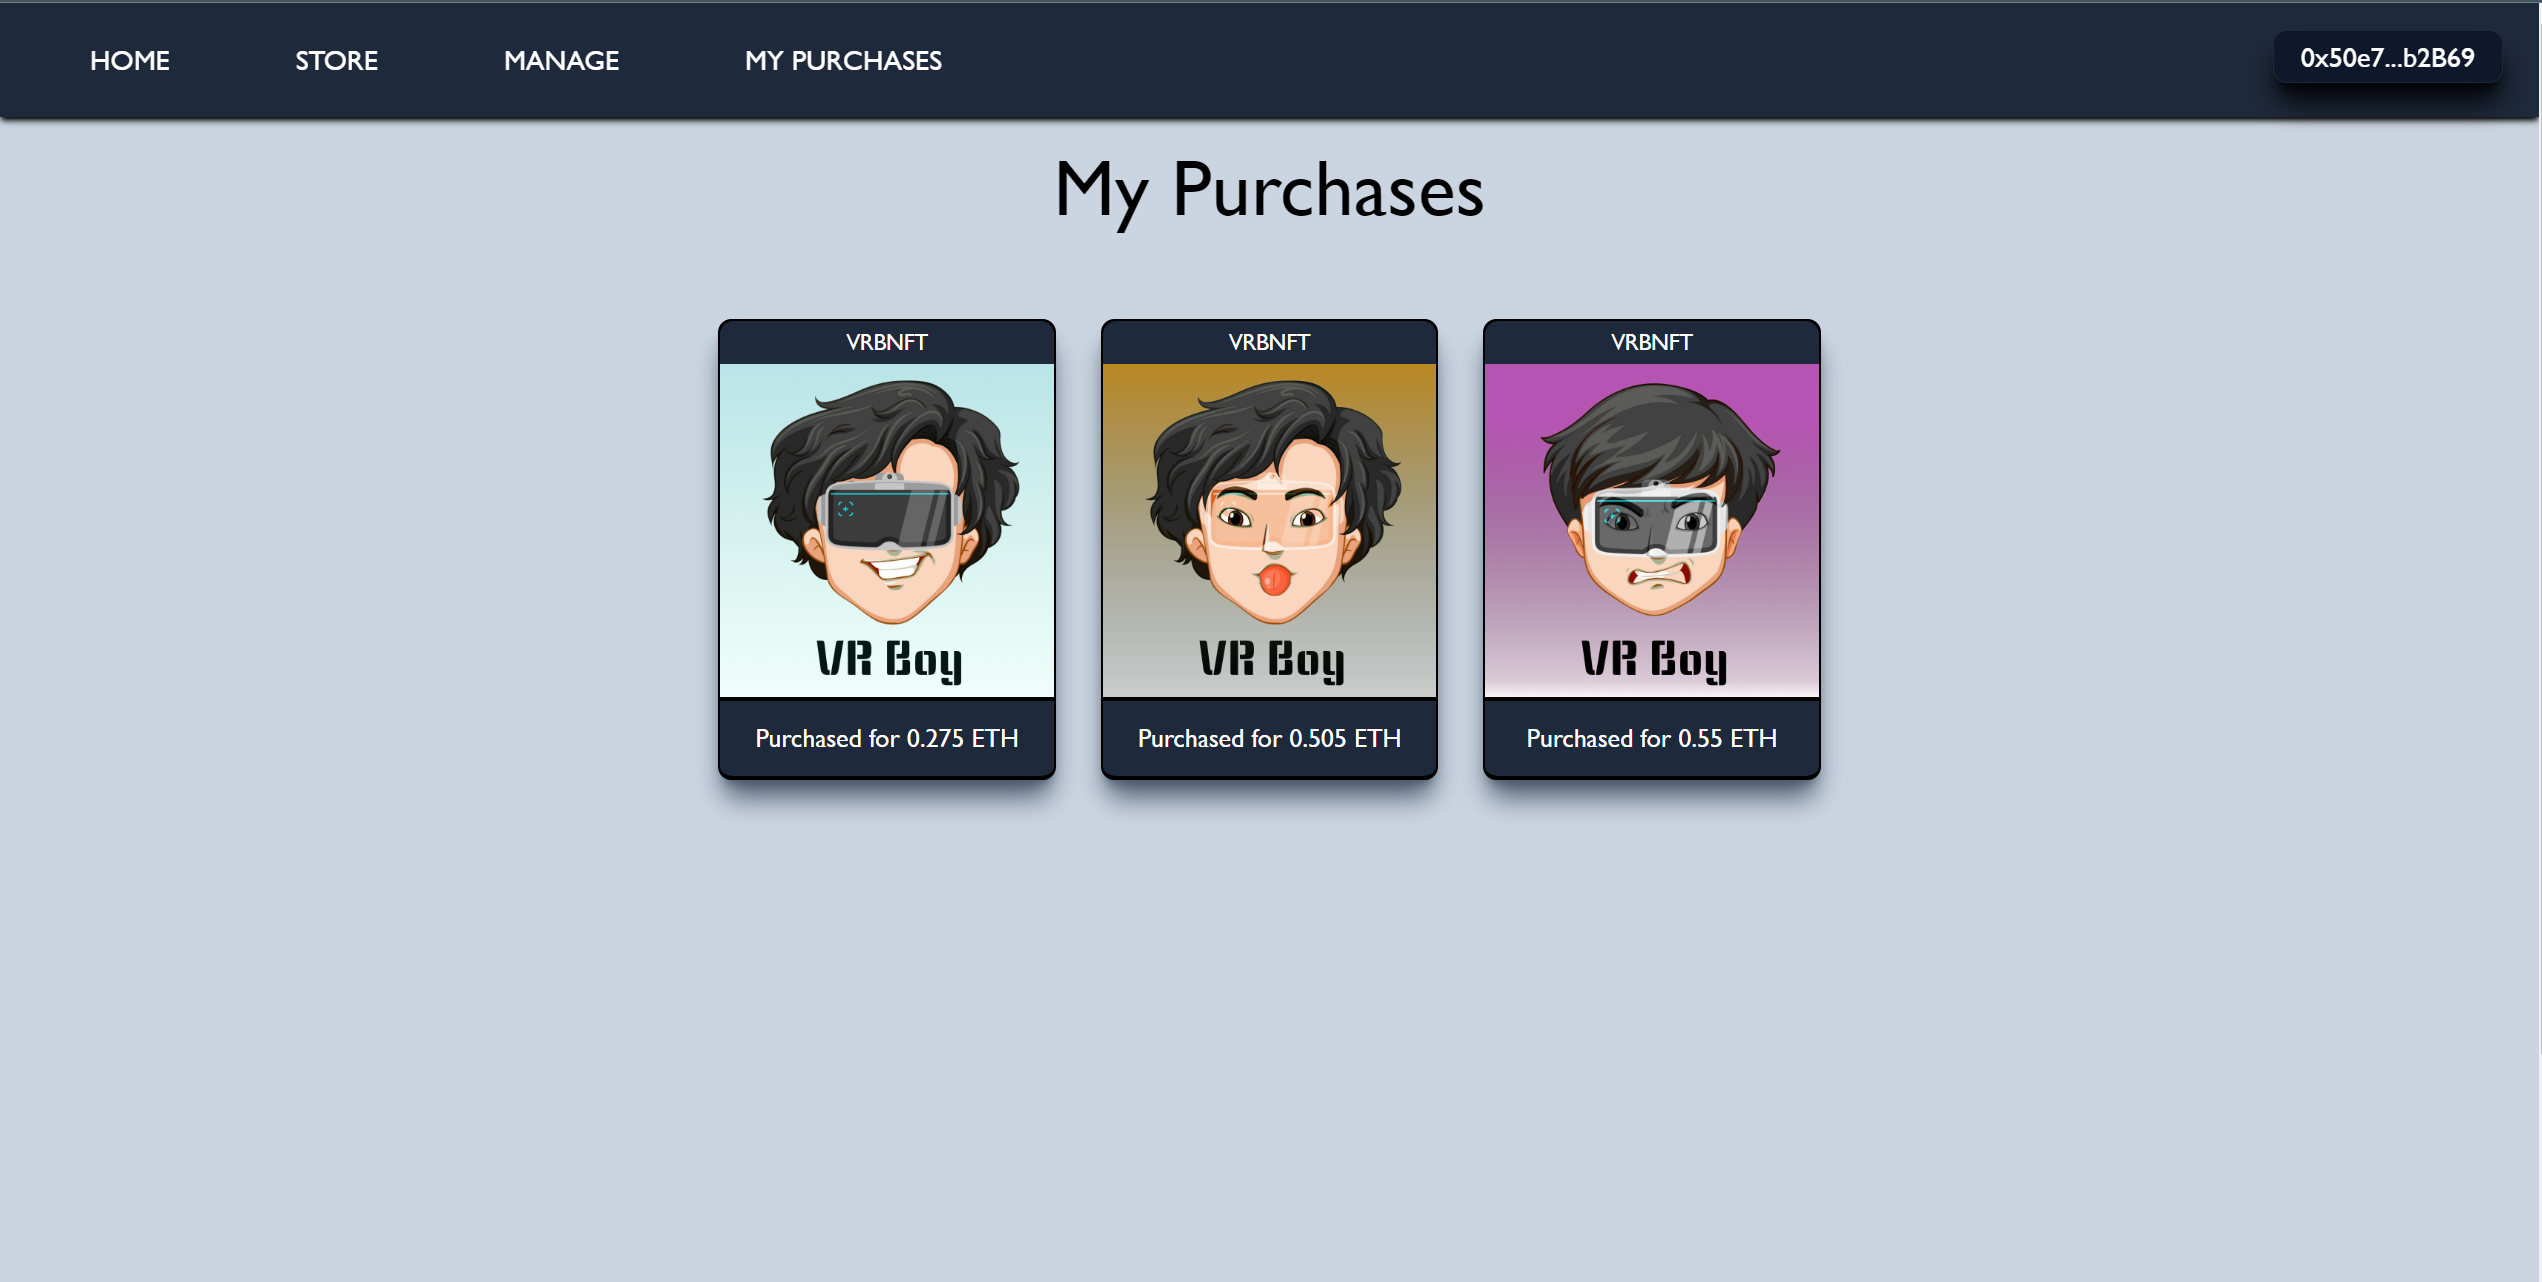 HOME STORE MANAGE MY PURCHASES 0x50e7...b2B69
My Purchases
VRBNFT
VR Boy
Purchased for 0.275 ETH
VRBNFT
VR Boy
Purchased for 0.505 ETH
VRBNFT
VR Boy
Purchased for 0.55 ETH